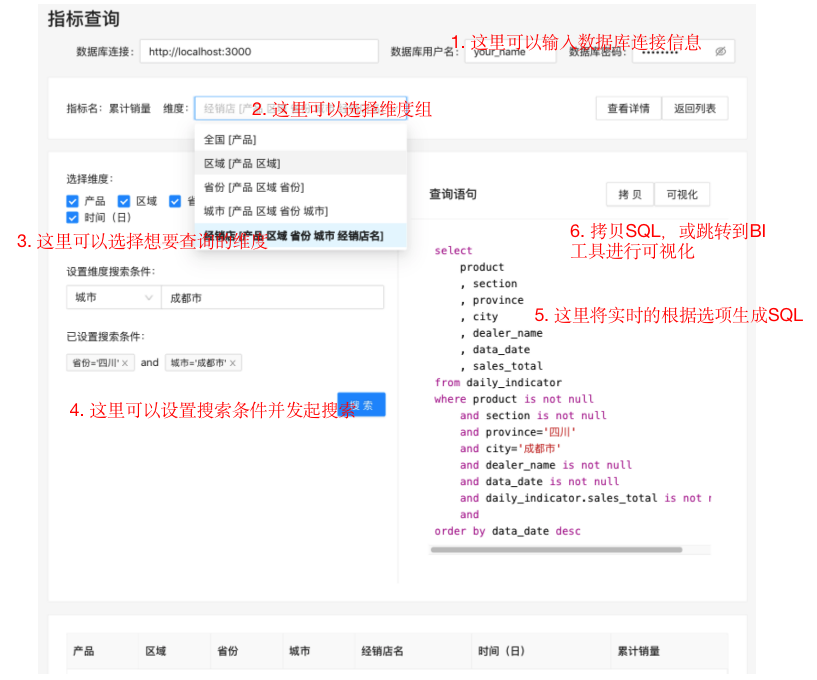 指标查询
数据库连接: http://localhost:3000 数据库用户名: your_name 数据库密码: ••••••••
1. 这里可以输入数据库连接信息
指标名: 累计销量 维度: 经销店 [产品 区域 查看详情 返回列表
2. 这里可以选择维度组
全国 [产品]
区域 [产品 区域]
省份 [产品 区域 省份]
城市 [产品 区域 省份 城市]
经销店 [产品 区域 省份 城市 经销店名]
选择维度:
产品 区域
时间（日）
3. 这里可以选择想要查询的维度
设置维度搜索条件:
城市 成都市
已设置搜索条件:
省份='四川' × and 城市='成都市' ×
搜 索
4. 这里可以设置搜索条件并发起搜索
查询语句 拷 贝 可视化
6. 拷贝SQL，或跳转到BI
工具进行可视化
select
product
, section
, province
, city
, dealer_name
, data_date
, sales_total
5. 这里将实时的根据选项生成SQL
from daily_indicator
where product is not null
and section is not null
and province='四川'
and city='成都市'
and dealer_name is not null
and data_date is not null
and daily_indicator.sales_total is not
and
order by data_date desc
产品 区域 省份 城市 经销店名 时间（日） 累计销量